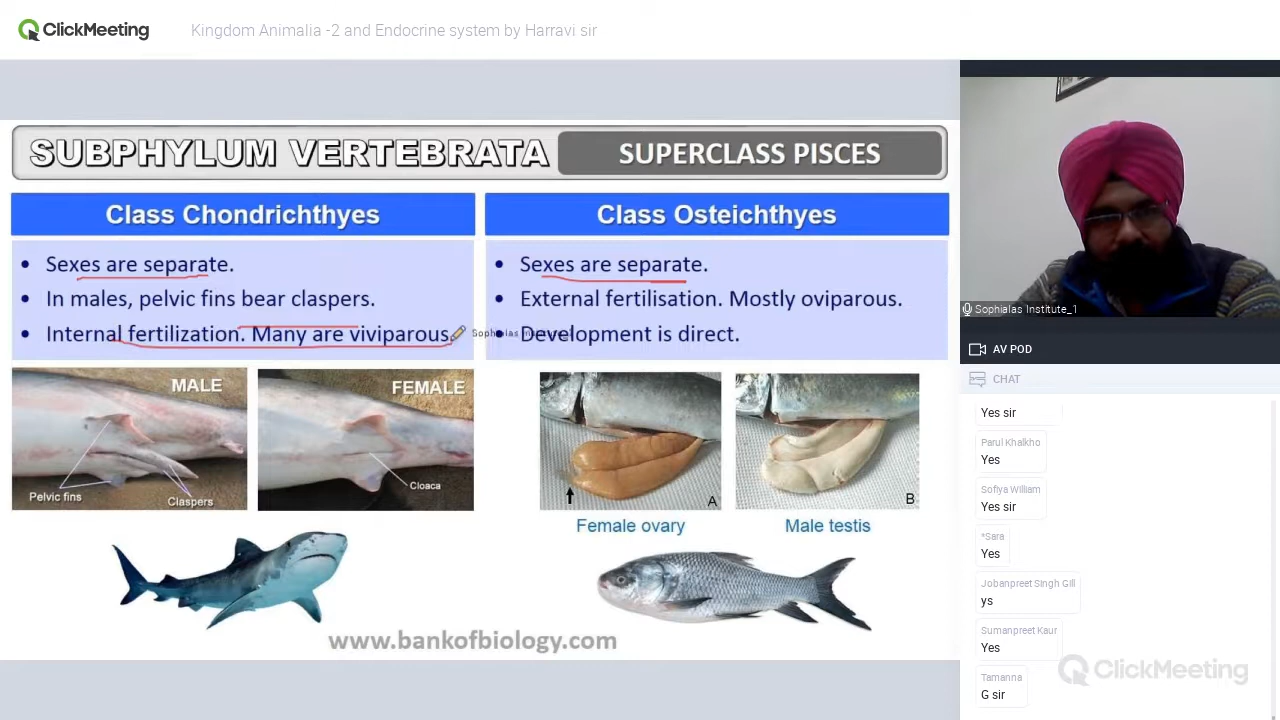 ClickMeeting
Kingdom Animalia -2 and Endocrine system by Harravi sir
SUBPHYLUM VERTEBRATA
SUPERCLASS PISCES
Class Chondrichthyes
• Sexes are separate.
• In males, pelvic fins bear claspers.
• Internal fertilization. Many are viviparous.
MALE
Pelvic fins
Claspers
FEMALE
Cloaca
Class Osteichthyes
• Sexes are separate.
• External fertilisation. Mostly oviparous.
• Development is direct.
Sophialas
A
B
Female ovary
Male testis
www.bankofbiology.com
Sophialas Institute_1
AV POD
CHAT
Yes sir
Parul Khalkho
Yes
Sofiya William
Yes sir
*Sara
Yes
Jobanpreet Singh Gill
ys
Sumanpreet Kaur
Yes
Tamanna
G sir
ClickMeeting